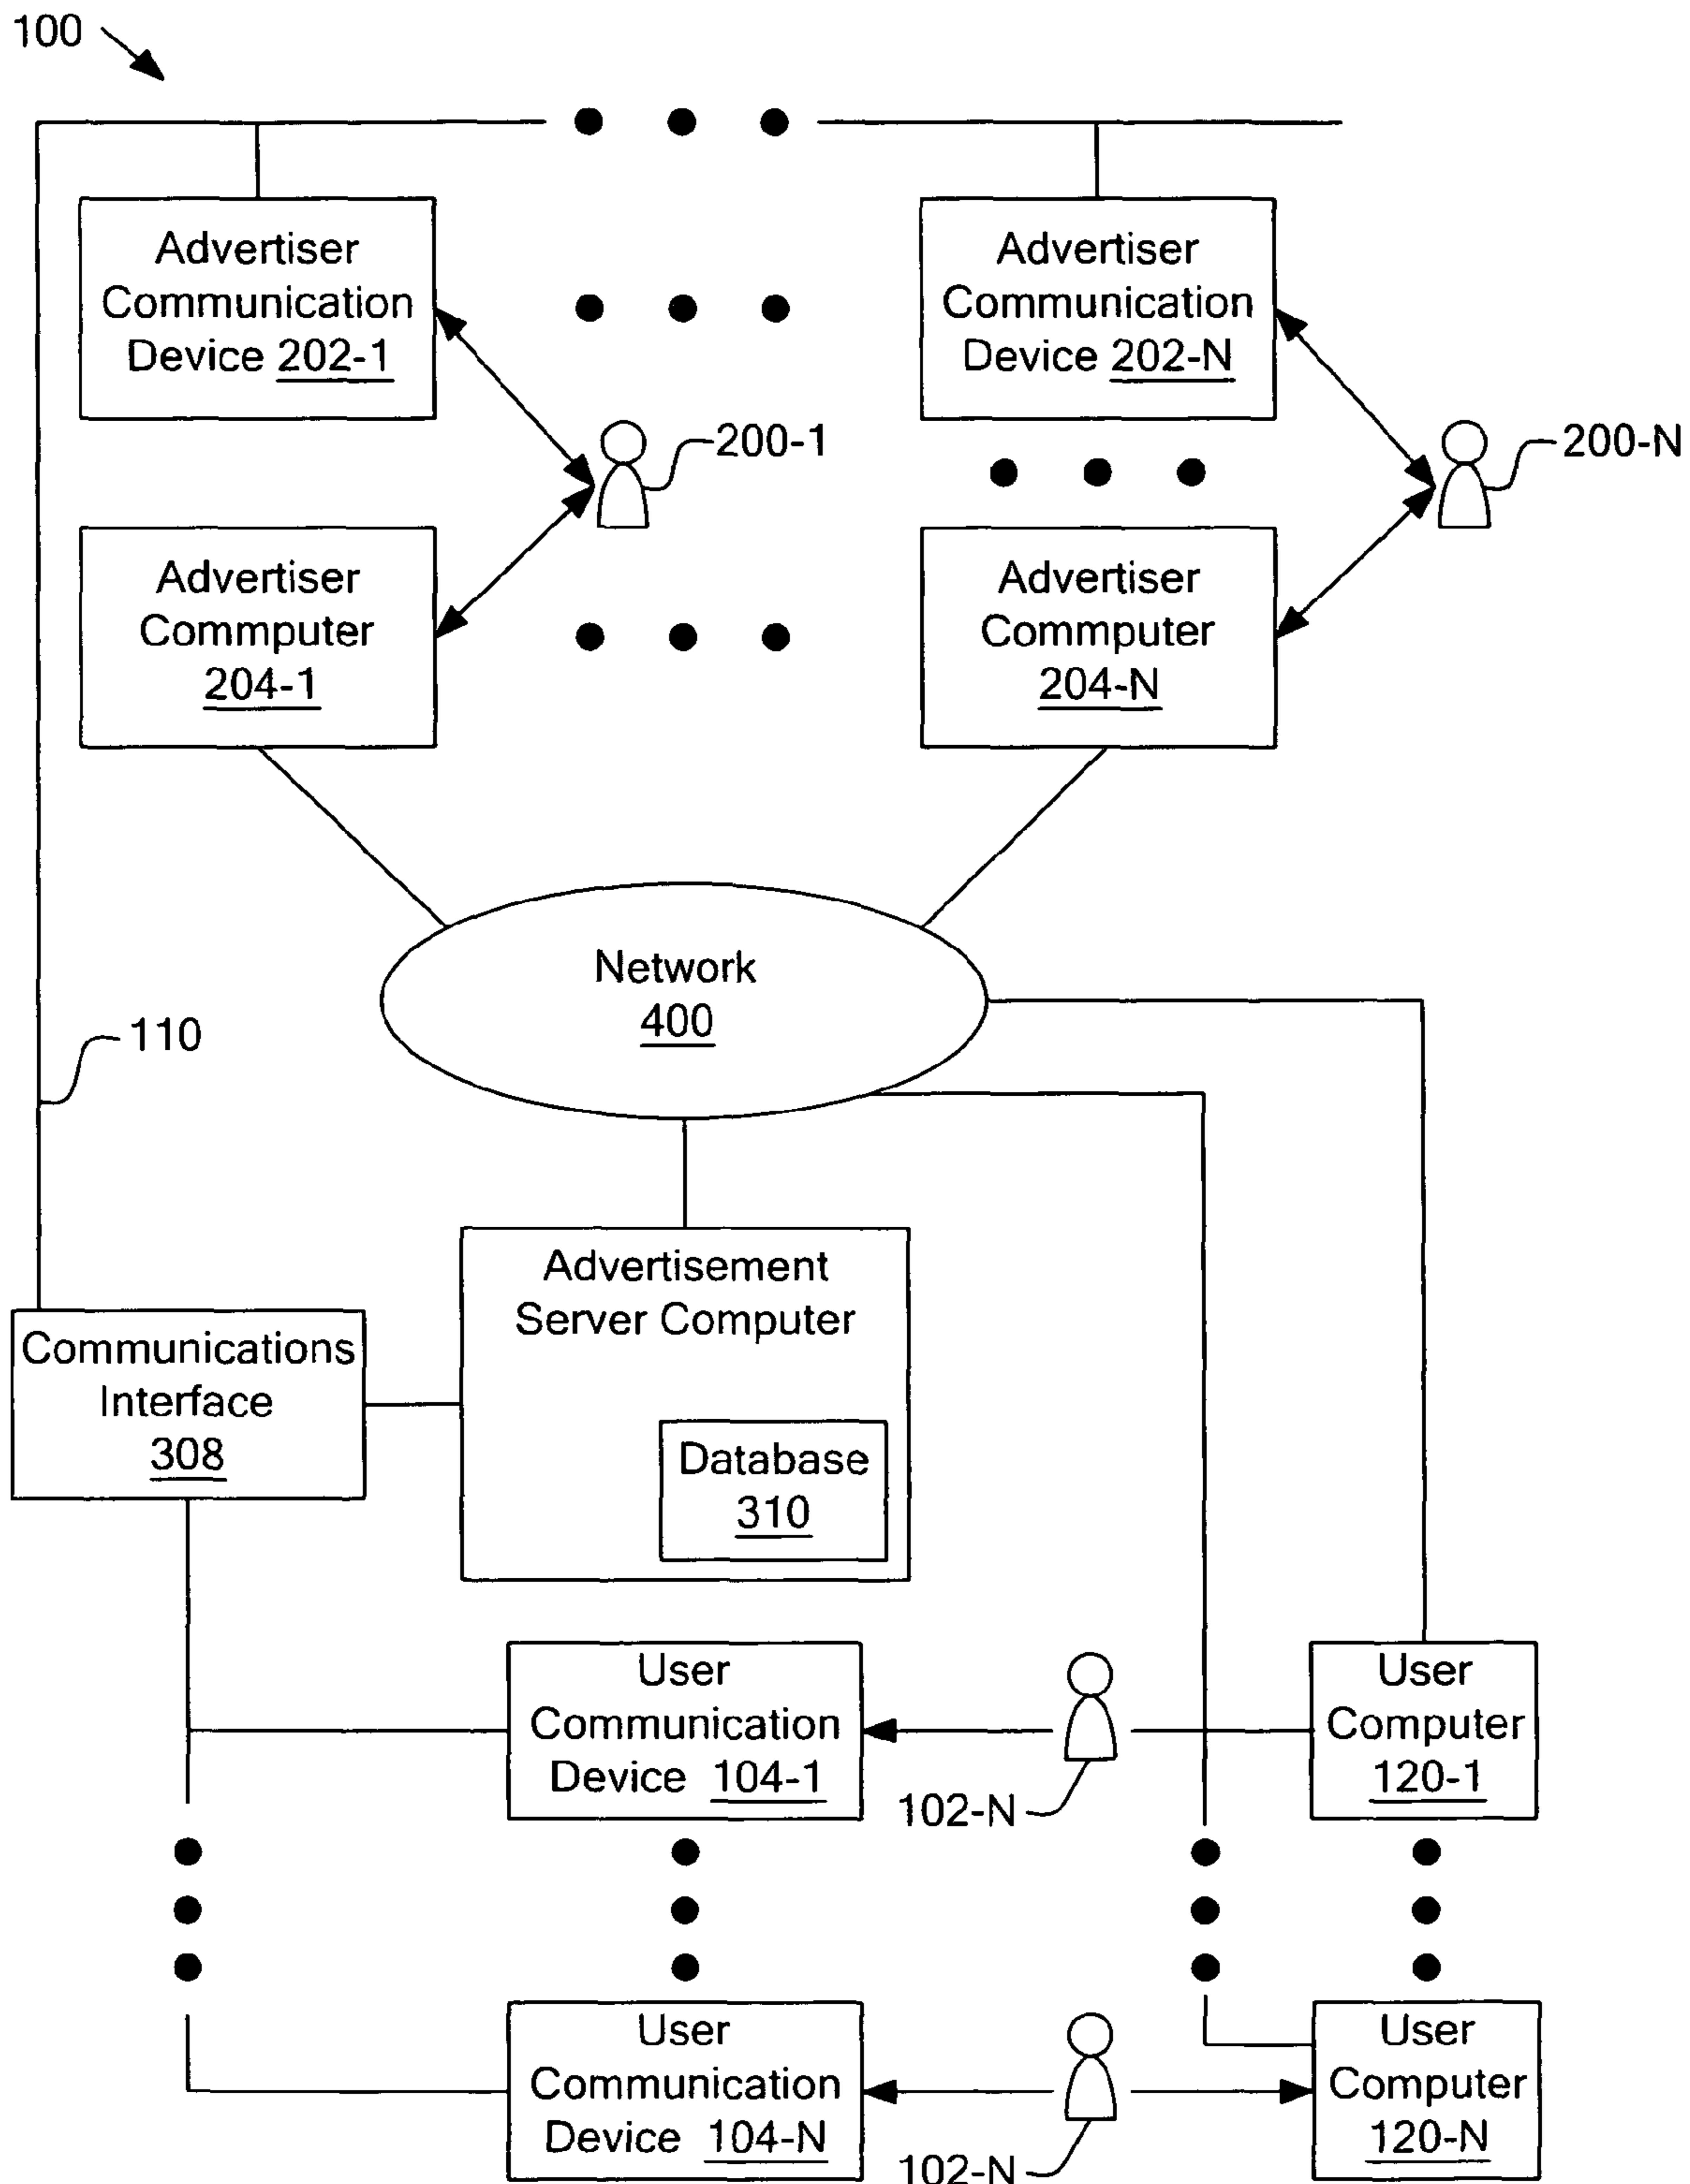 100
Advertiser
Communication
Device 202-1
Advertiser
Communication
Device 202-N
200-1
200-N
Advertiser
Commputer
204-1
Advertiser
Commputer
204-N
Network
400
110
Advertisement
Server Computer
Communications
Interface
308
Database
310
User
Communication
Device 104-1
User
Computer
120-1
102-N
User
Communication
Device 104-N
User
Computer
120-N
102-N